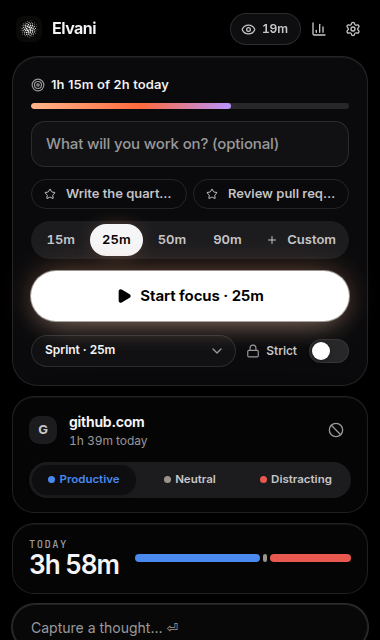 Elvani
19m
1h 15m of 2h today
What will you work on? (optional)
Write the quart...
Review pull req...
15m
25m
50m
90m
+ Custom
Start focus · 25m
Sprint · 25m
Strict
G
github.com
1h 39m today
Productive
Neutral
Distracting
TODAY
3h 58m
Capture a thought... ⏎